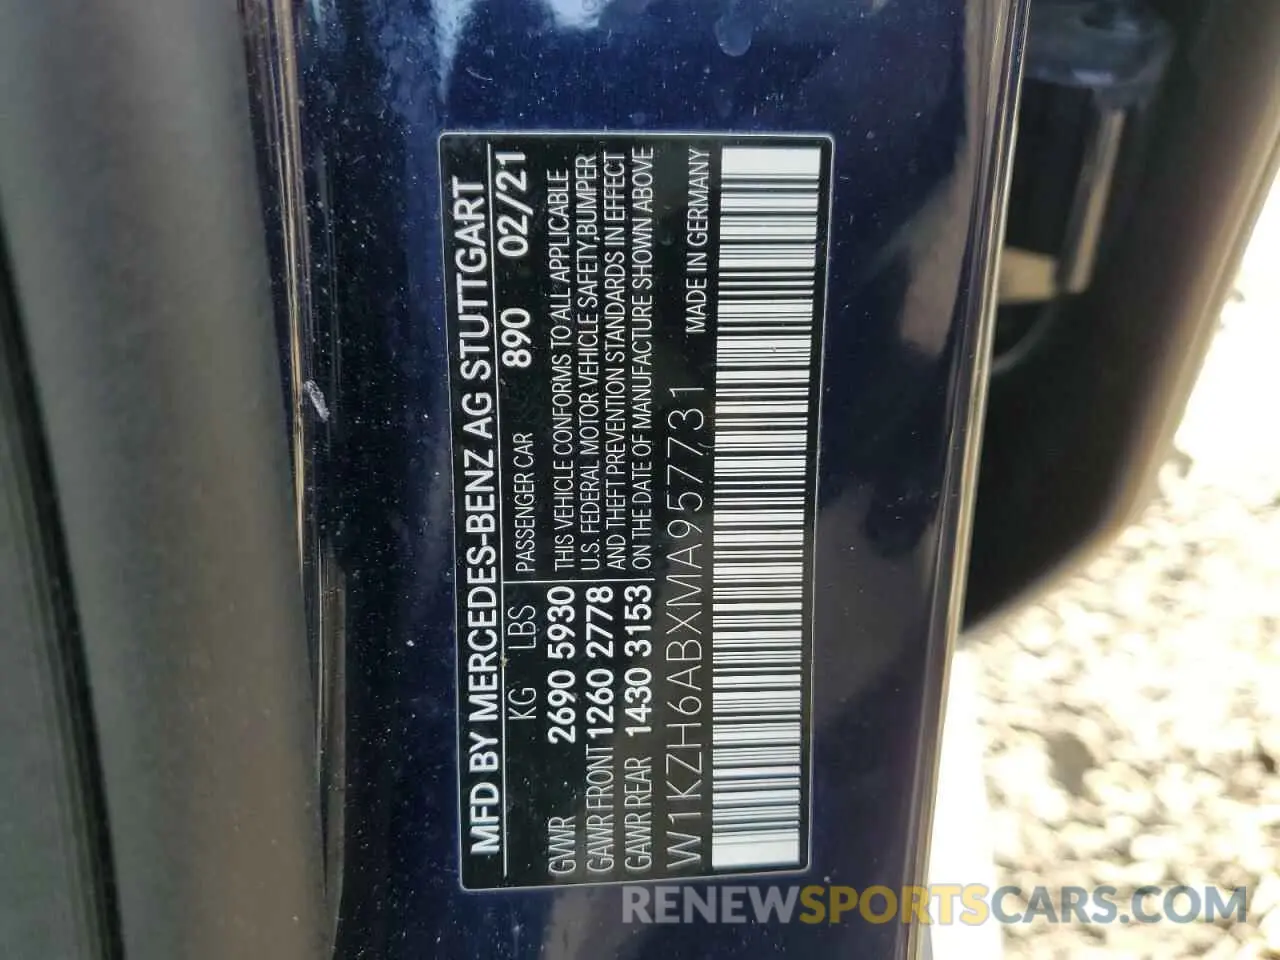 MFD BY MERCEDES-BENZ AG STUTTGART
KG LBS PASSENGER CAR 890 02/21
GVWR 2690 5930 THIS VEHICLE CONFORMS TO ALL APPLICABLE
GAWR FRONT 1260 2778 U.S. FEDERAL MOTOR VEHICLE SAFETY,BUMPER
AND THEFT PREVENTION STANDARDS IN EFFECT
GAWR REAR 1430 3153 ON THE DATE OF MANUFACTURE SHOWN ABOVE
W1KZH6ABXMA957731 MADE IN GERMANY
RENEWSPORTSCARS.COM